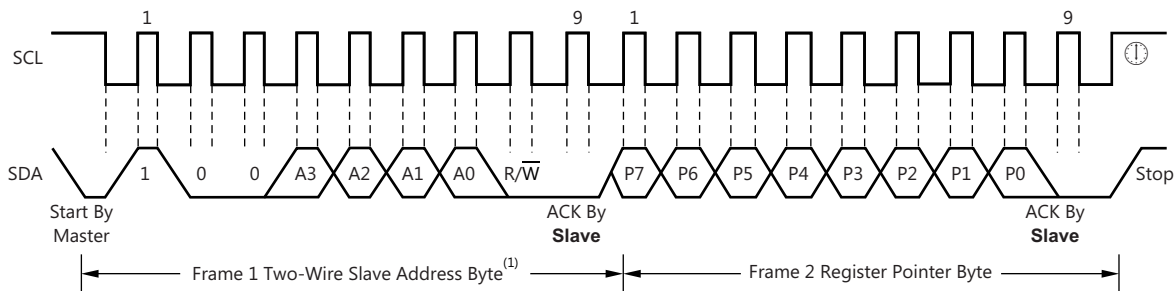 1 9 1 9
SCL
SDA 1 0 0 A3 A2 A1 A0 R/W̅ P7 P6 P5 P4 P3 P2 P1 P0 Stop
Start By ACK By ACK By
Master Slave Slave
Frame 1 Two-Wire Slave Address Byte(1) Frame 2 Register Pointer Byte